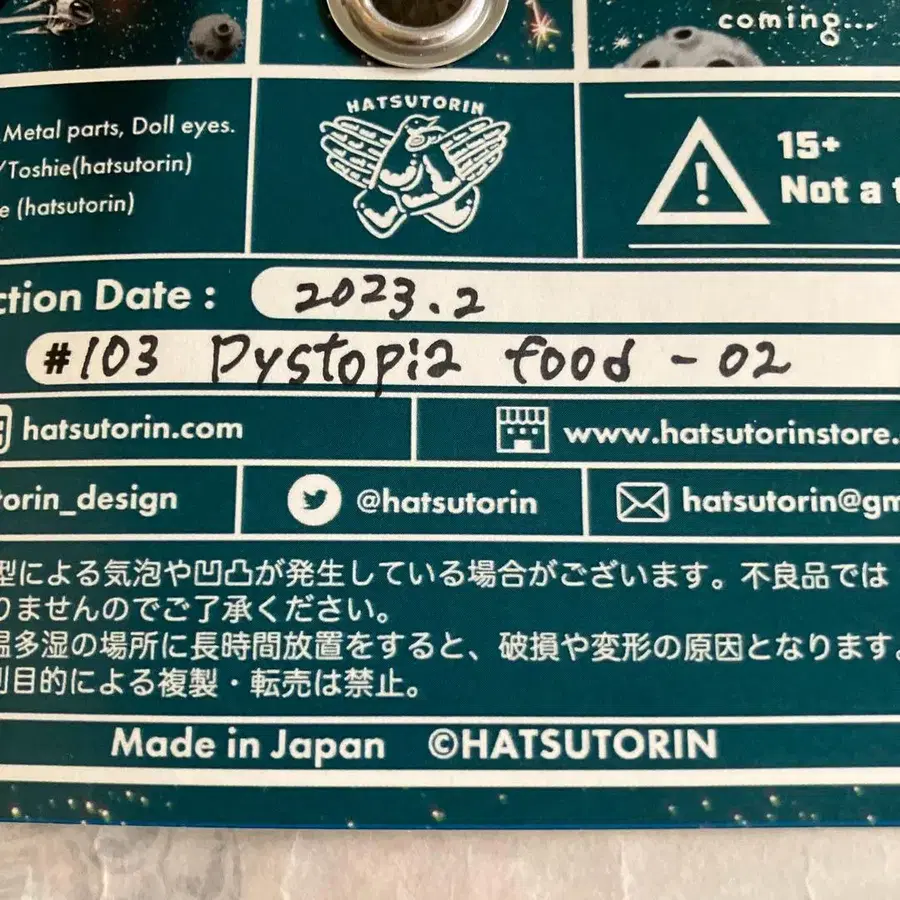 coming...
HATSUTORIN
Metal parts, Doll eyes.
/Toshie(hatsutorin)
e (hatsutorin)
15+
Not a t
ction Date :
2023.2
#103 Dystopia food - 02
hatsutorin.com
www.hatsutorinstore.
orin_design
@hatsutorin
hatsutorin@gm
型による気泡や凹凸が発生している場合がございます。不良品では
りませんのでご了承ください。
温多湿の場所に長時間放置をすると、破損や変形の原因となります。
利目的による複製・転売は禁止。
Made in Japan ©HATSUTORIN